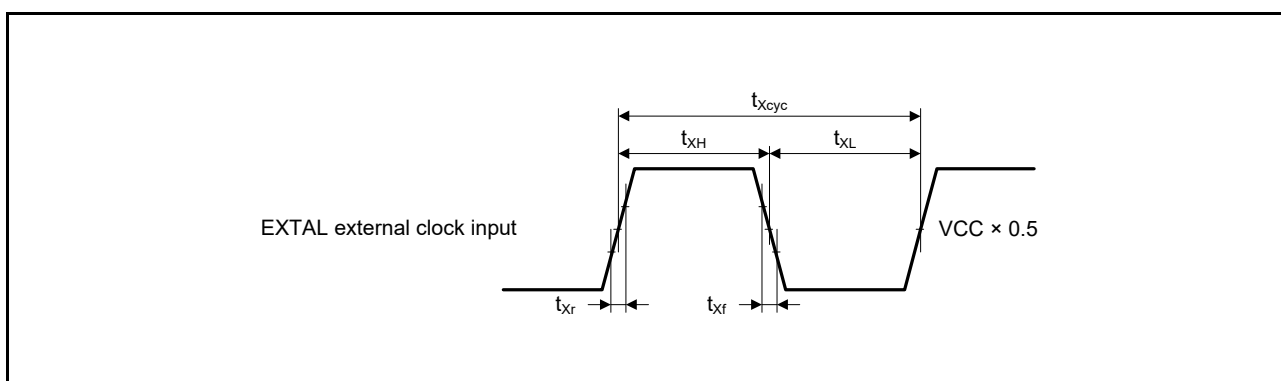 tXcyc
tXH
tXL
EXTAL external clock input
VCC × 0.5
tXr
tXf